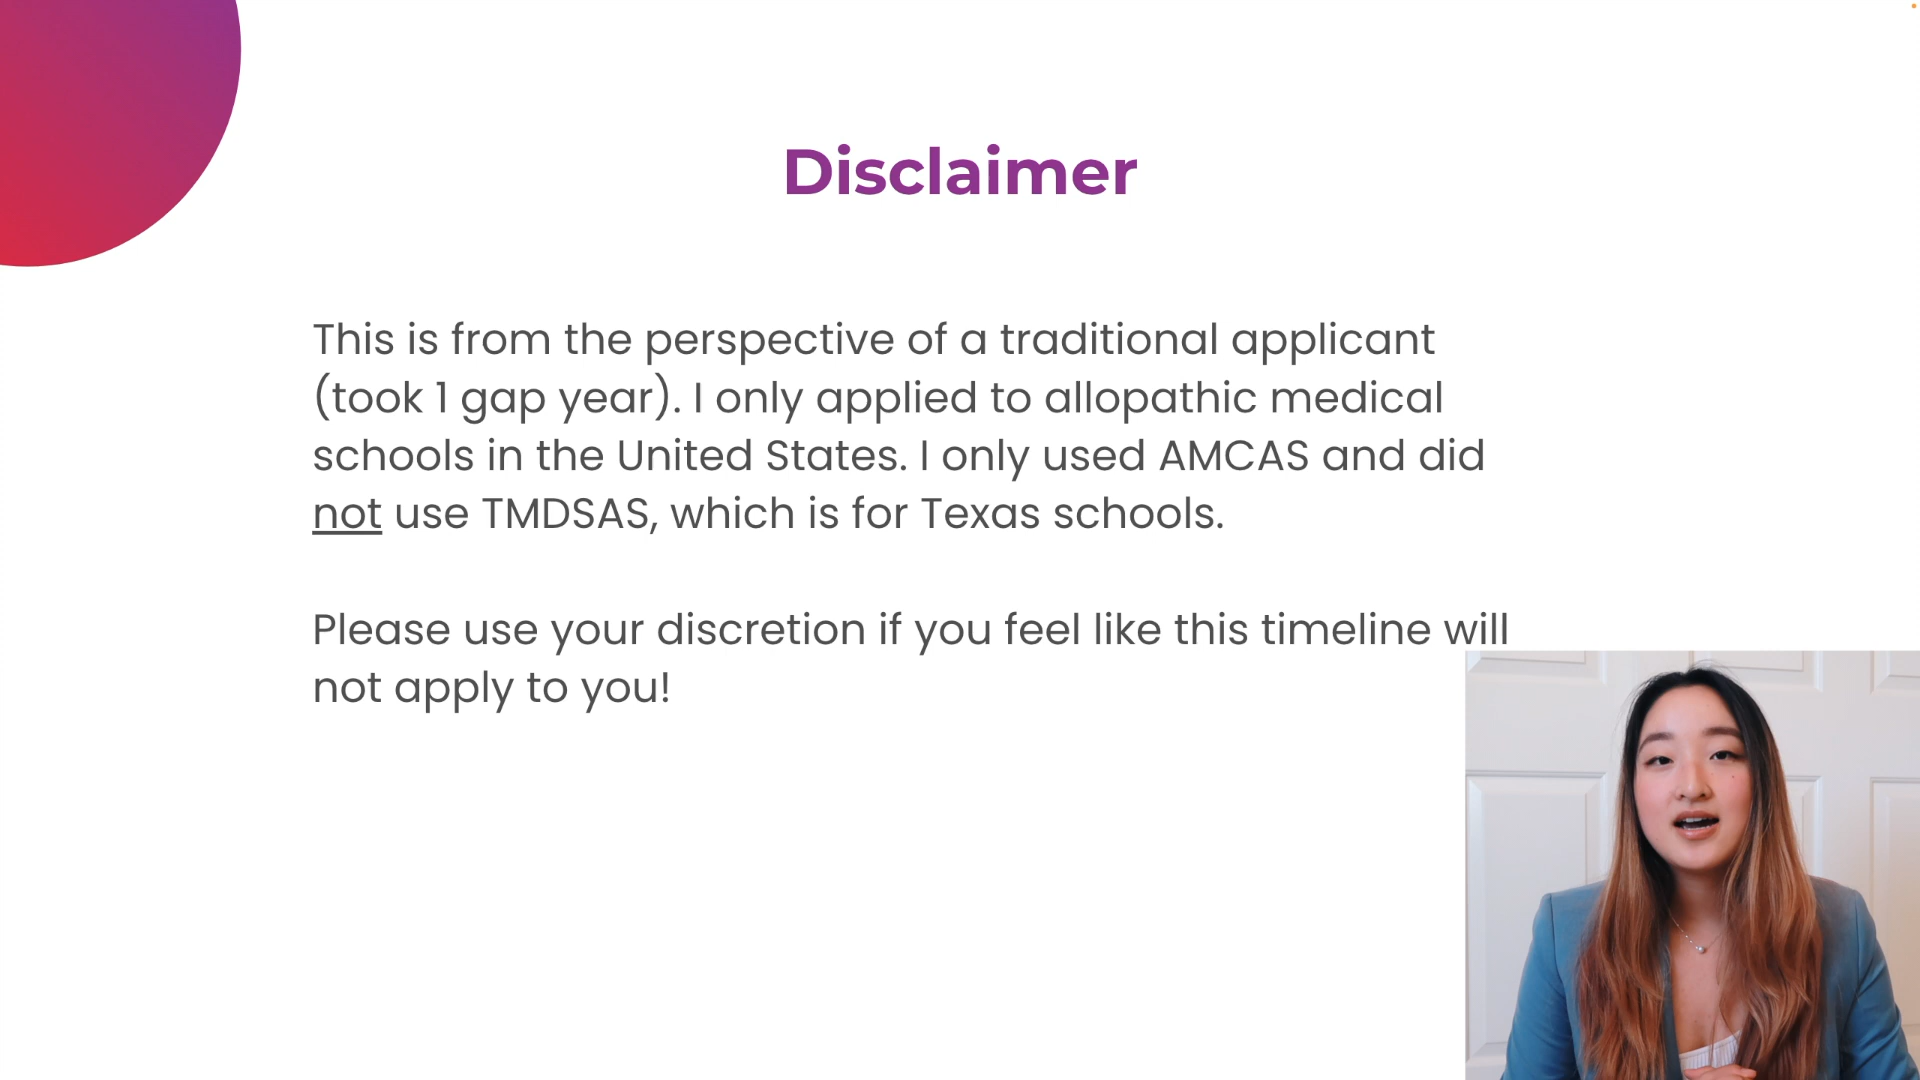 Disclaimer
This is from the perspective of a traditional applicant
(took 1 gap year). I only applied to allopathic medical
schools in the United States. I only used AMCAS and did
not use TMDSAS, which is for Texas schools.
Please use your discretion if you feel like this timeline will
not apply to you!